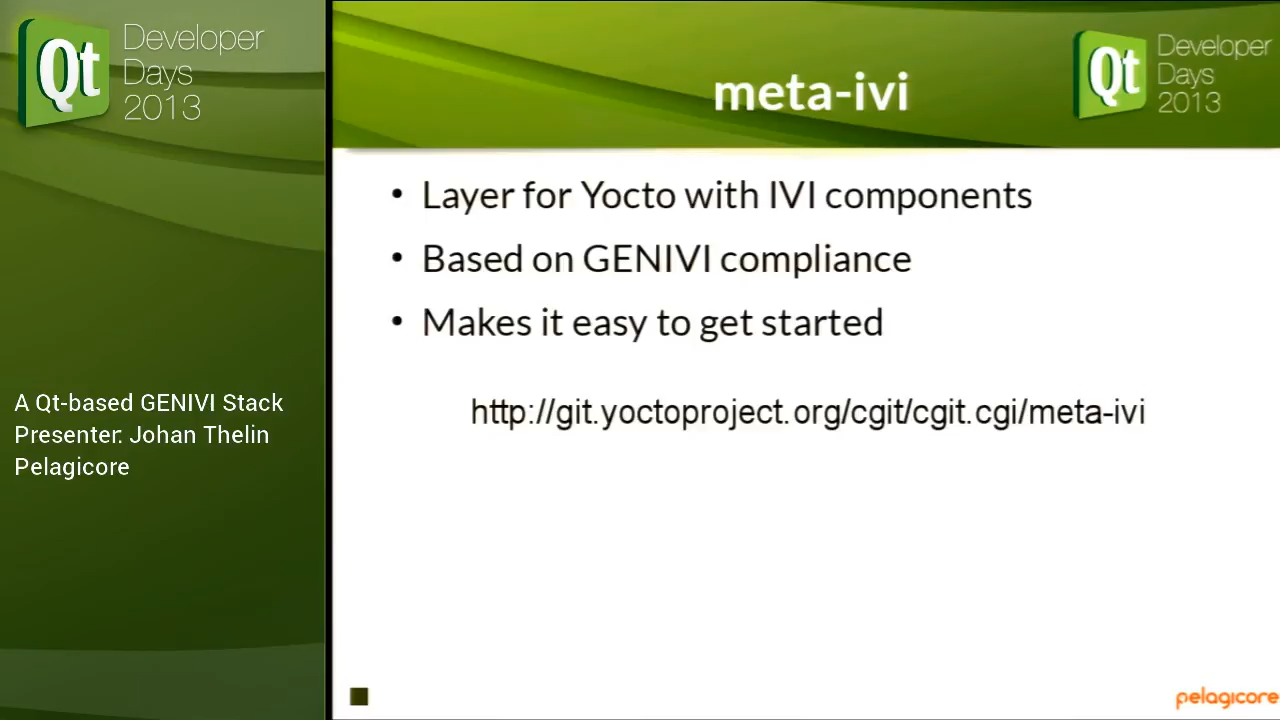 Qt
Developer
Days
2013
A Qt-based GENIVI Stack
Presenter: Johan Thelin
Pelagicore
meta-ivi
Qt
Developer
Days
2013
• Layer for Yocto with IVI components
• Based on GENIVI compliance
• Makes it easy to get started
http://git.yoctoproject.org/cgit/cgit.cgi/meta-ivi
pelagicore